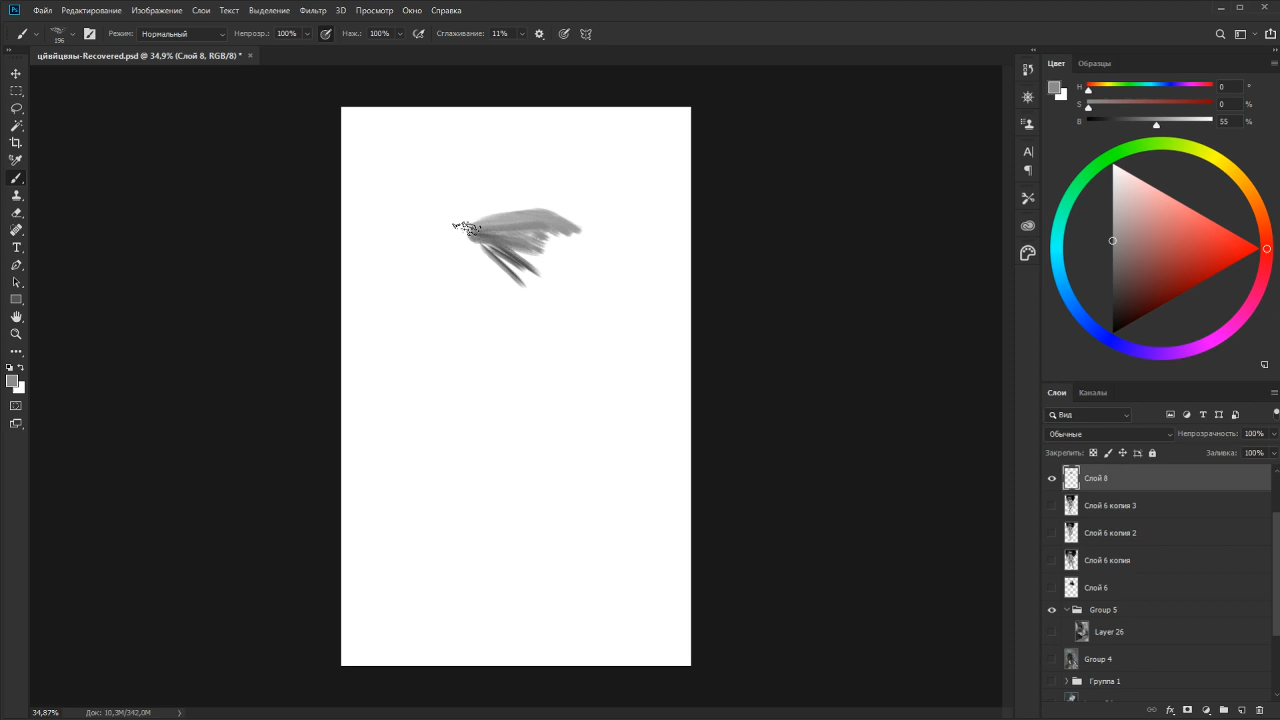 Ps Файл Редактирование Изображение Слои Текст Выделение Фильтр 3D Просмотр Окно Справка
196 Режим: Нормальный Непрозр.: 100% Наж.: 100% Сглаживание: 11%
цйвйцвяы-Recovered.psd @ 34,9% (Слой 8, RGB/8) *
Цвет Образцы
H 0 °
S 0 %
B 55 %
Слои Каналы
Вид
Обычные Непрозрачность: 100%
Закрепить: Заливка: 100%
Слой 8
Слой 6 копия 3
Слой 6 копия 2
Слой 6 копия
Слой 6
Group 5
Layer 26
Group 4
Группа 1
34,87% Док: 10,3M/342,0M